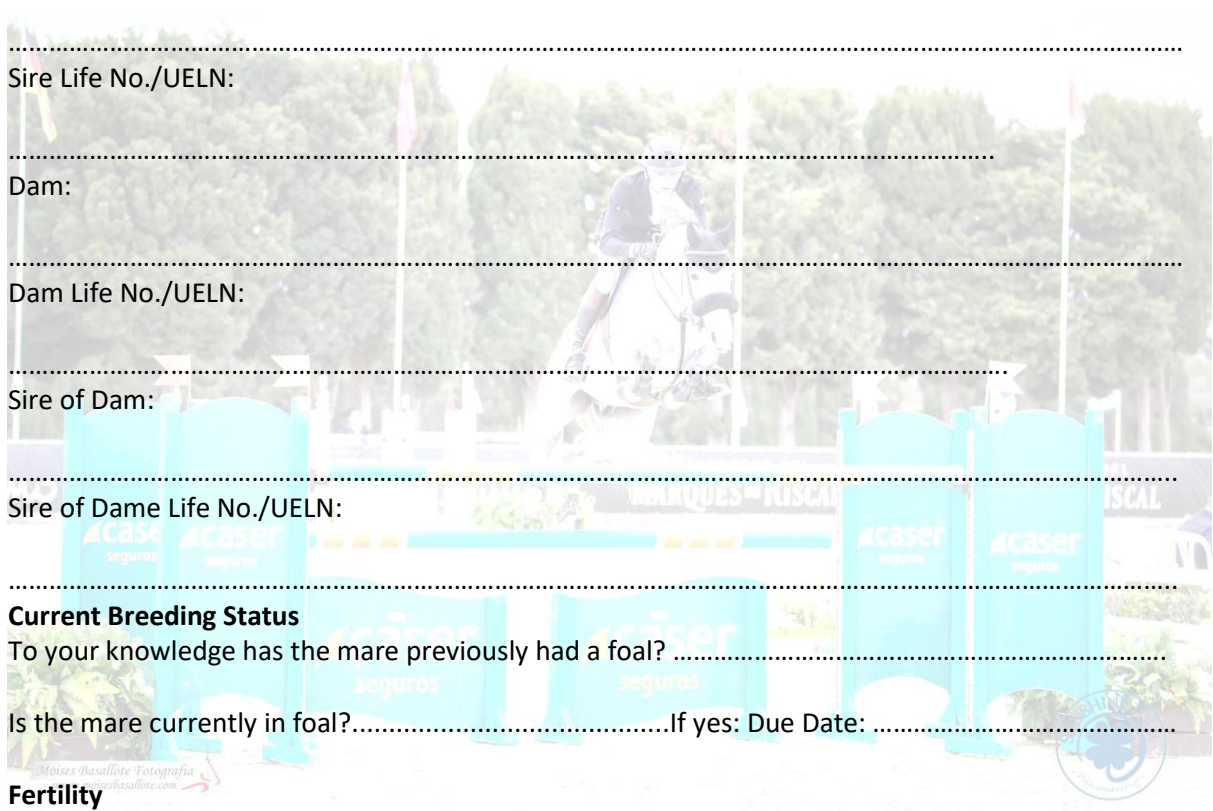 ........................................................................................................................................................................
Sire Life No./UELN:
.............................................................................................................................................
Dam:
........................................................................................................................................................................
Dam Life No./UELN:
...............................................................................................................................................
Sire of Dam:
.......................................................................................................................................................................
Sire of Dame Life No./UELN:
MARQUES DE RISCAL
caser seguros
caser seguros
caser seguros
caser seguros
.......................................................................................................................................................................
Current Breeding Status
To your knowledge has the mare previously had a foal? .......................................................................
caser seguros
caser seguros
Is the mare currently in foal?..............................................If yes: Due Date: ............................................
Moises Basallote Fotografia
Fertility